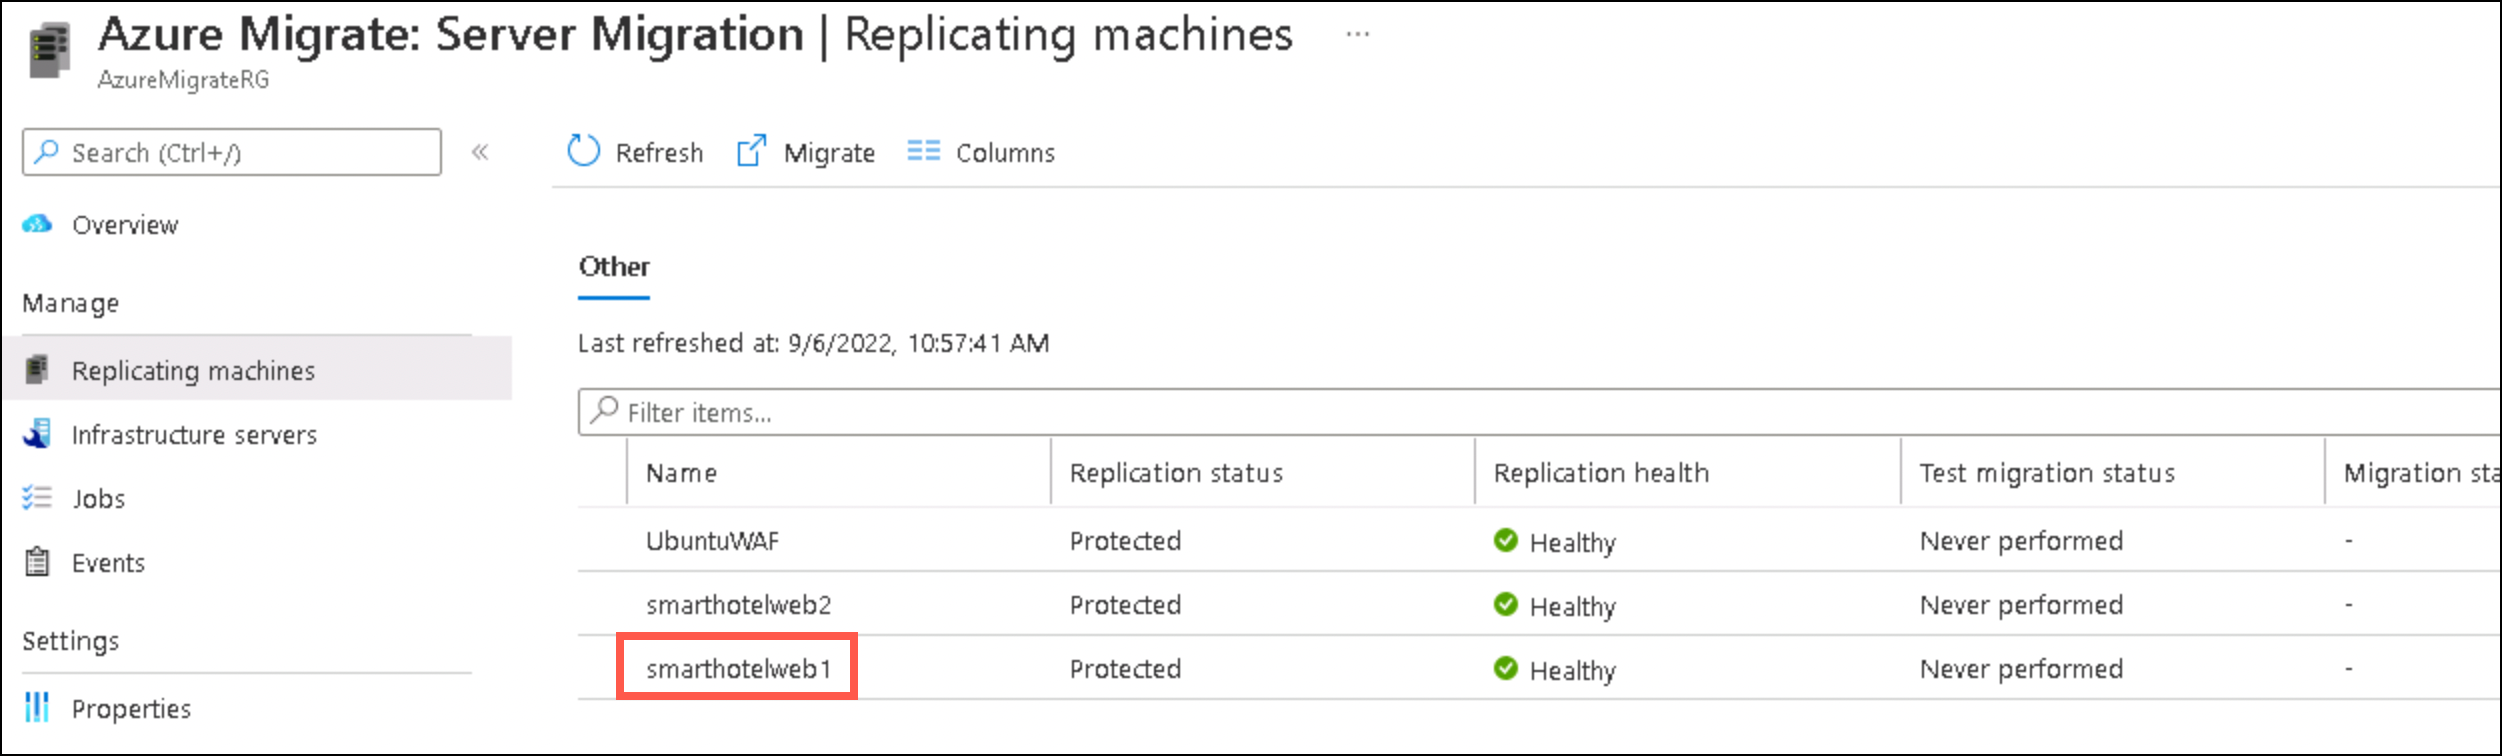 Azure Migrate: Server Migration | Replicating machines ...
AzureMigrateRG
Search (Ctrl+/)
«
Refresh
Migrate
Columns
Overview
Manage
Replicating machines
Infrastructure servers
Jobs
Events
Settings
Properties
Other
Last refreshed at: 9/6/2022, 10:57:41 AM
Filter items...
Name Replication status Replication health Test migration status Migration sta
UbuntuWAF Protected Healthy Never performed -
smarthotelweb2 Protected Healthy Never performed -
smarthotelweb1 Protected Healthy Never performed -